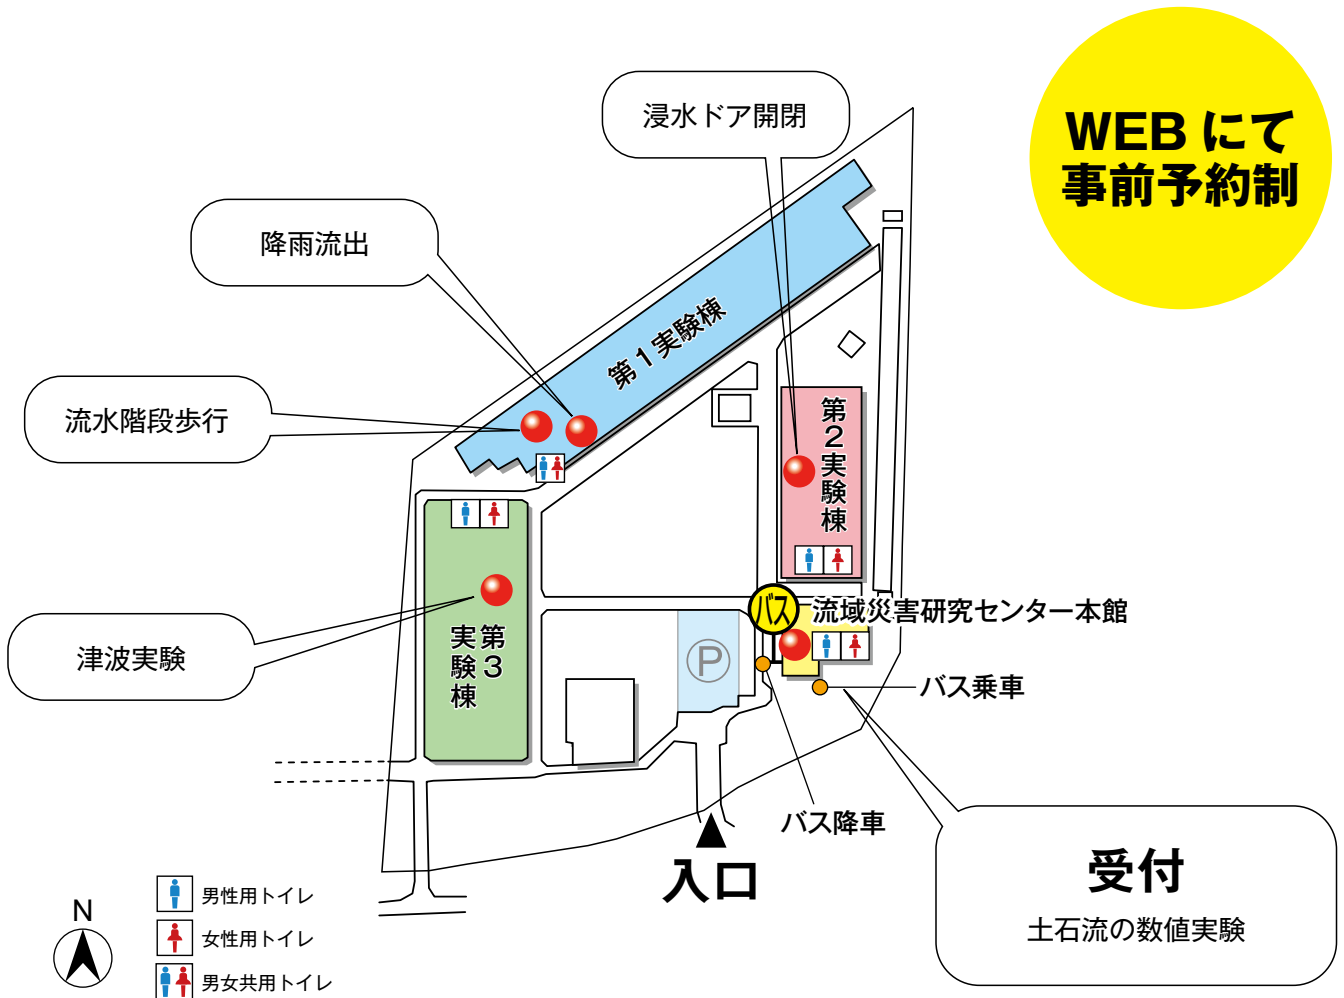 WEBにて
事前予約制
浸水ドア開閉
降雨流出
第1実験棟
流水階段歩行
第2実験棟
バス
流域災害研究センター本館
津波実験
第3
実験棟
P
バス乗車
バス降車
入口
受付
土石流の数値実験
N
男性用トイレ
女性用トイレ
男女共用トイレ